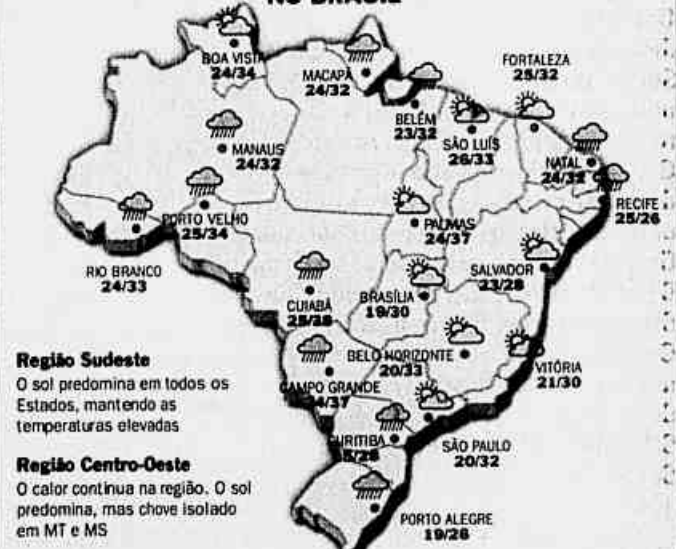 NO BRASIL
BOA VISTA
24/34
MACAPÁ
24/32
FORTALEZA
25/32
BELÉM
23/32
SÃO LUÍS
26/33
MANAUS
24/32
NATAL
24/32
RECIFE
25/26
PORTO VELHO
25/34
PALMAS
24/37
RIO BRANCO
24/33
SALVADOR
23/28
CUIABÁ
BRASÍLIA
19/30
BELO HORIZONTE
20/33
VITÓRIA
21/30
CAMPO GRANDE
CURITIBA
SÃO PAULO
20/32
PORTO ALEGRE
19/26
Região Sudeste
O sol predomina em todos os
Estados, mantendo as
temperaturas elevadas
Região Centro-Oeste
O calor continua na região. O sol
predomina, mas chove isolado
em MT e MS